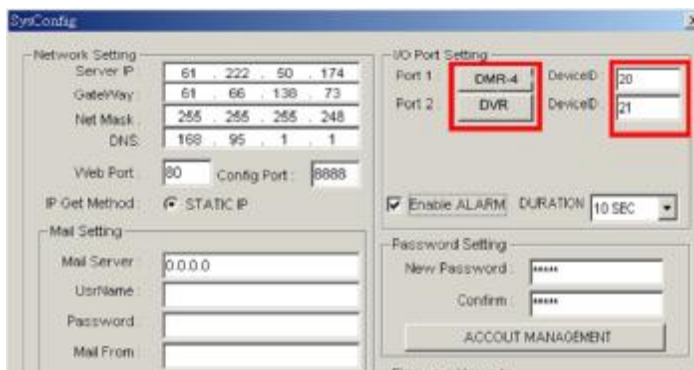 SysConfig
Network Setting
Server IP 61 . 222 . 50 . 174
GateWay : 61 . 66 . 138 . 73
Net Mask : 255 . 255 . 255 . 248
DNS: 168 . 95 . 1 . 1
Web Port : 80 Config Port : 8888
IP Get Method : STATIC IP
Mail Setting
Mail Server : 0.0.0.0
UsrName :
Password :
Mail From :
I/O Port Setting
Port 1 DMR-4 DeviceID : 20
Port 2 DVR DeviceID : 21
Enable ALARM DURATION 10 SEC
Password Setting
New Password : *****
Confirm : *****
ACCOUT MANAGEMENT